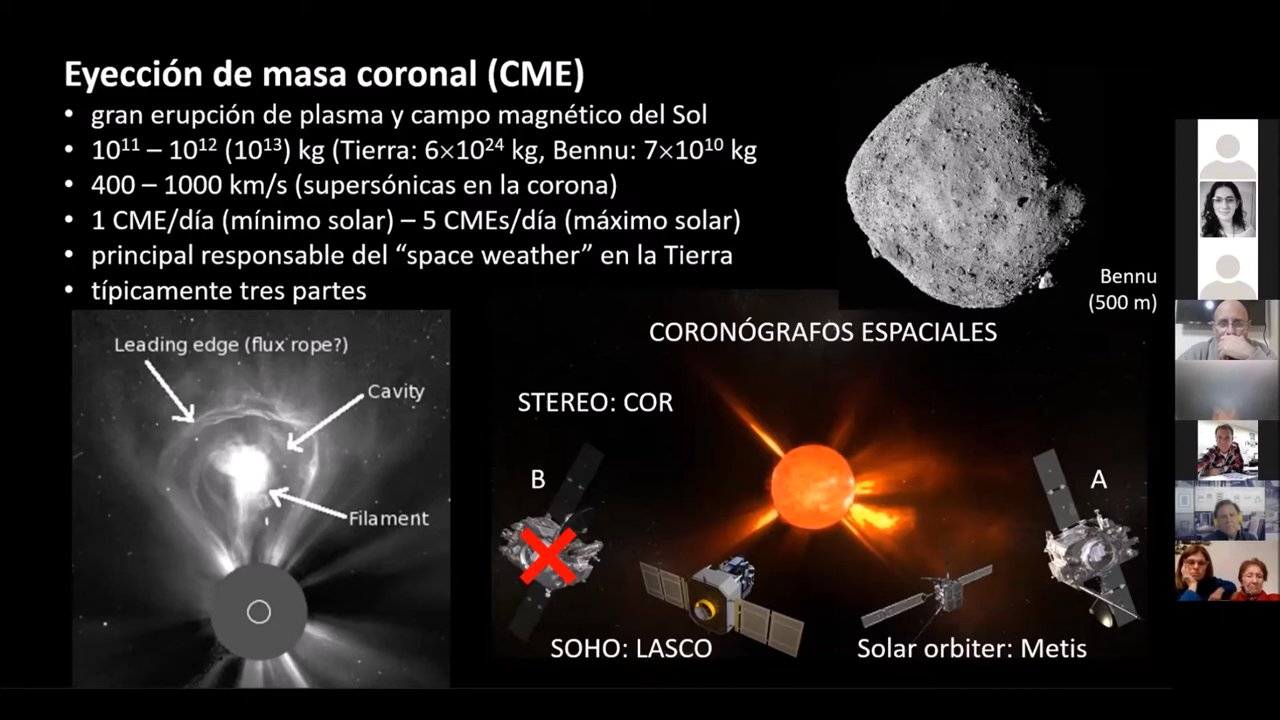 Eyección de masa coronal (CME)
• gran erupción de plasma y campo magnético del Sol
• 10¹¹ – 10¹² (10¹³) kg (Tierra: 6×10²⁴ kg, Bennu: 7×10¹⁰ kg
• 400 – 1000 km/s (supersónicas en la corona)
• 1 CME/día (mínimo solar) – 5 CMEs/día (máximo solar)
• principal responsable del “space weather” en la Tierra
• típicamente tres partes
Bennu
(500 m)
Leading edge (flux rope?)
Cavity
Filament
CORONÓGRAFOS ESPACIALES
STEREO: COR
B
A
SOHO: LASCO
Solar orbiter: Metis